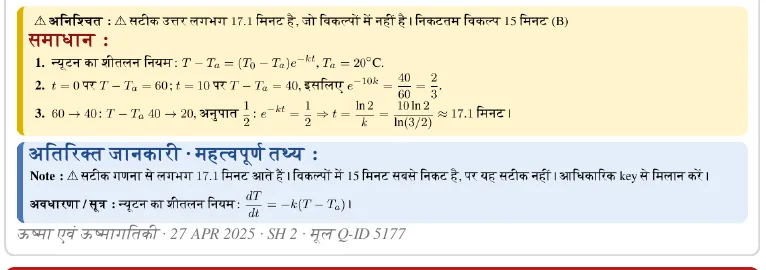 ⚠ अनिश्चित : ⚠ सटीक उत्तर लगभग 17.1 मिनट है, जो विकल्पों में नहीं है। निकटतम विकल्प 15 मिनट (B)
समाधान :
1. न्यूटन का शीतलन नियम : T − Tₐ = (T₀ − Tₐ)e^{−kt}, Tₐ = 20°C.
2. t = 0 पर T − Tₐ = 60; t = 10 पर T − Tₐ = 40, इसलिए e^{−10k} = 40/60 = 2/3.
3. 60 → 40: T − Tₐ 40 → 20, अनुपात 1/2: e^{−kt} = 1/2 ⇒ t = ln 2/k = 10 ln 2/ln(3/2) ≈ 17.1 मिनट।
अतिरिक्त जानकारी · महत्वपूर्ण तथ्य :
Note : ⚠ सटीक गणना से लगभग 17.1 मिनट आते हैं। विकल्पों में 15 मिनट सबसे निकट है, पर यह सटीक नहीं। आधिकारिक key से मिलान करें।
अवधारणा / सूत्र : न्यूटन का शीतलन नियम: dT/dt = −k(T − Tₐ)।
ऊष्मा एवं ऊष्मागतिकी · 27 APR 2025 · SH 2 · मूल Q-ID 5177